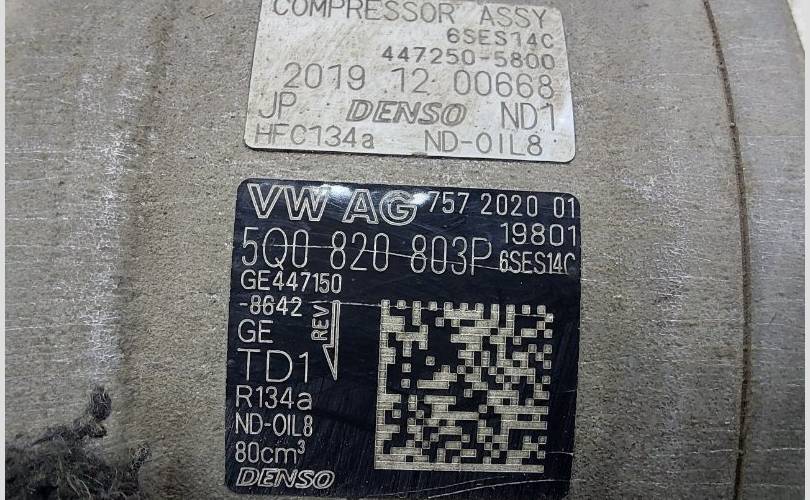 COMPRESSOR ASSY
6SES14C
447250-5800
2019 12 00668
JP DENSO ND1
HFC134a ND-OIL8
VW AG 757 2020 01
19801
5Q0 820 803P 6SES14C
GE447150
-8642
GE
REV
TD1
R134a
ND-OIL8
80cm³
DENSO